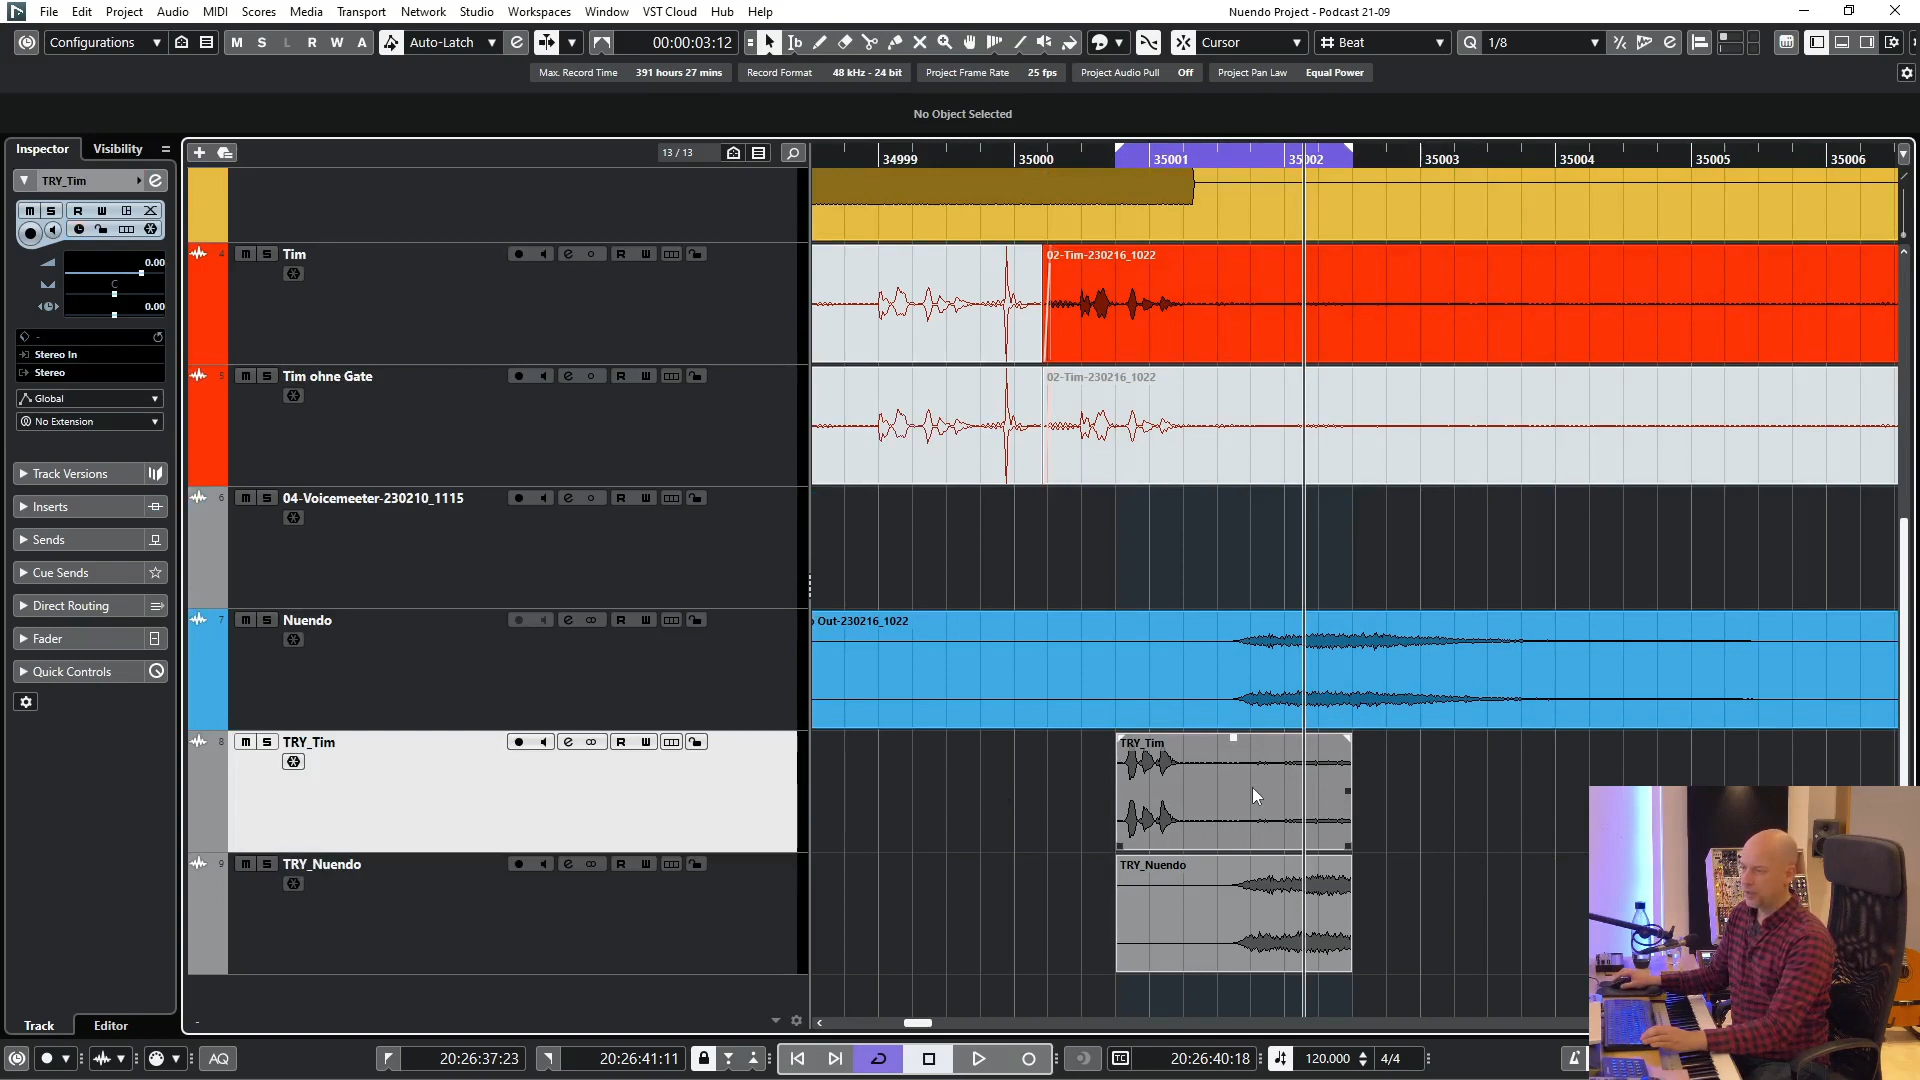 File Edit Project Audio MIDI Scores Media Transport Network Studio Workspaces Window VST Cloud Hub Help
Nuendo Project - Podcast 21-09
Configurations M S L R W A Auto-Latch 00:00:03:12 Cursor Beat Q 1/8
Max. Record Time 391 hours 27 mins Record Format 48 kHz - 24 bit Project Frame Rate 25 fps Project Audio Pull Off Project Pan Law Equal Power
No Object Selected
Inspector Visibility
13 / 13
34999 35000 35001 35002 35003 35004 35005 35006
TRY_Tim
M S R W
0.00
C
0.00
-
Stereo In
Stereo
Global
No Extension
Track Versions
Inserts
Sends
Cue Sends
Direct Routing
Fader
Quick Controls
4 M S Tim R W
02-Tim-230216_1022
5 M S Tim ohne Gate R W
02-Tim-230216_1022
6 M S 04-Voicemeeter-230210_1115 R W
7 M S Nuendo R W
Out-230216_1022
8 M S TRY_Tim R W
TRY_Tim
9 M S TRY_Nuendo R W
TRY_Nuendo
Track Editor
-
AQ 20:26:37:23 20:26:41:11 TC 20:26:40:18 120.000 4/4